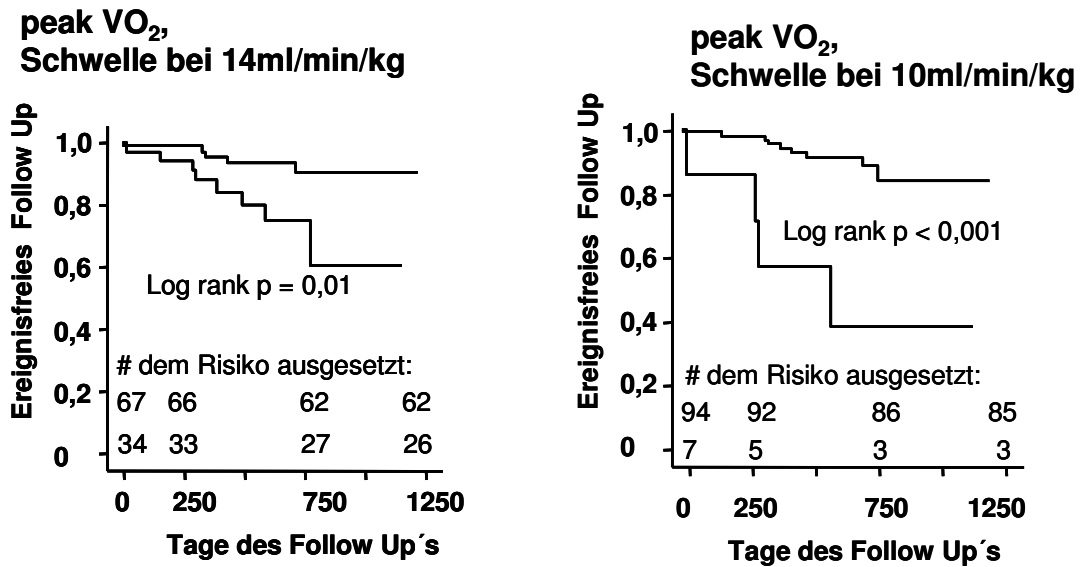 peak VO₂,
Schwelle bei 14ml/min/kg
Ereignisfreies Follow Up
1,0
0,8
0,6
0,4
0,2
0
Log rank p = 0,01
# dem Risiko ausgesetzt:
67 66 62 62
34 33 27 26
0 250 750 1250
Tage des Follow Up´s
peak VO₂,
Schwelle bei 10ml/min/kg
Ereignisfreies Follow Up
1,0
0,8
0,6
0,4
0,2
0
Log rank p < 0,001
# dem Risiko ausgesetzt:
94 92 86 85
7 5 3 3
0 250 750 1250
Tage des Follow Up´s